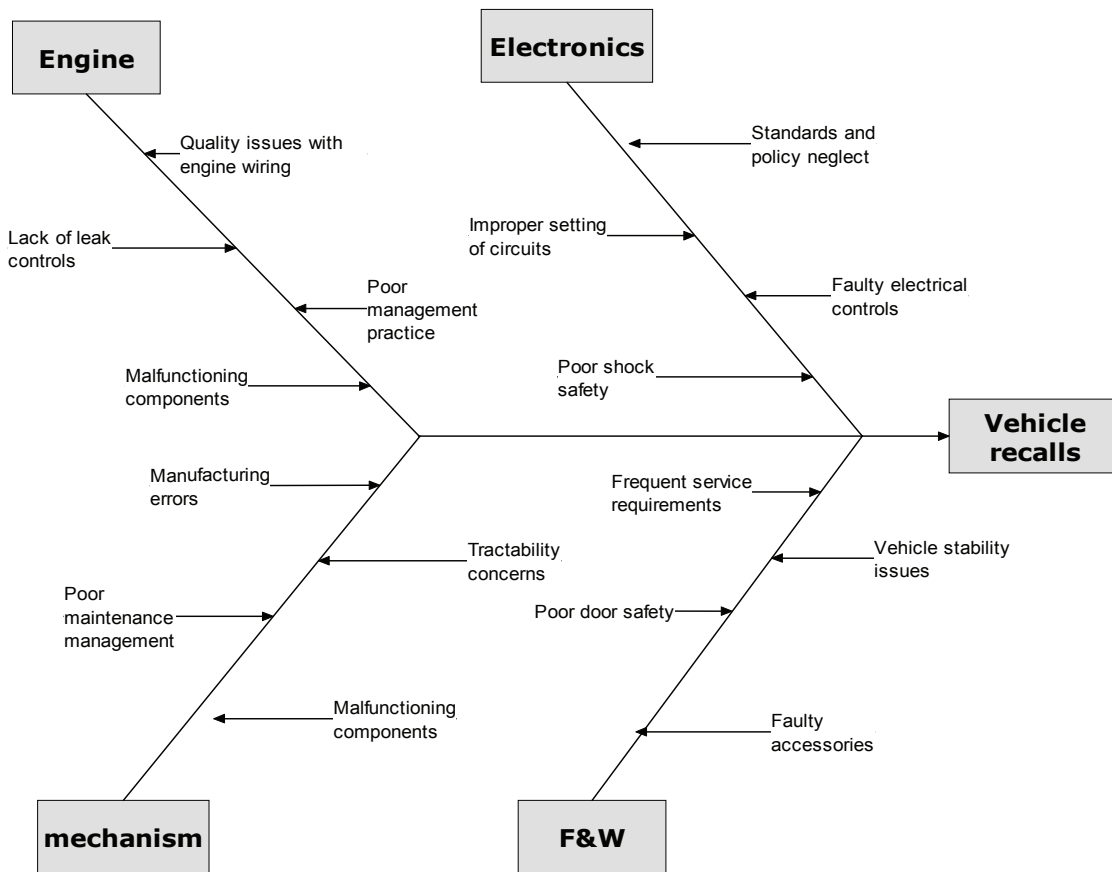 Engine
Electronics
Quality issues with
engine wiring
Standards and
policy neglect
Lack of leak
controls
Improper setting
of circuits
Poor
management
practice
Faulty electrical
controls
Malfunctioning
components
Poor shock
safety
Vehicle
recalls
Manufacturing
errors
Frequent service
requirements
Tractability
concerns
Vehicle stability
issues
Poor
maintenance
management
Poor door safety
Malfunctioning
components
Faulty
accessories
mechanism
F&W